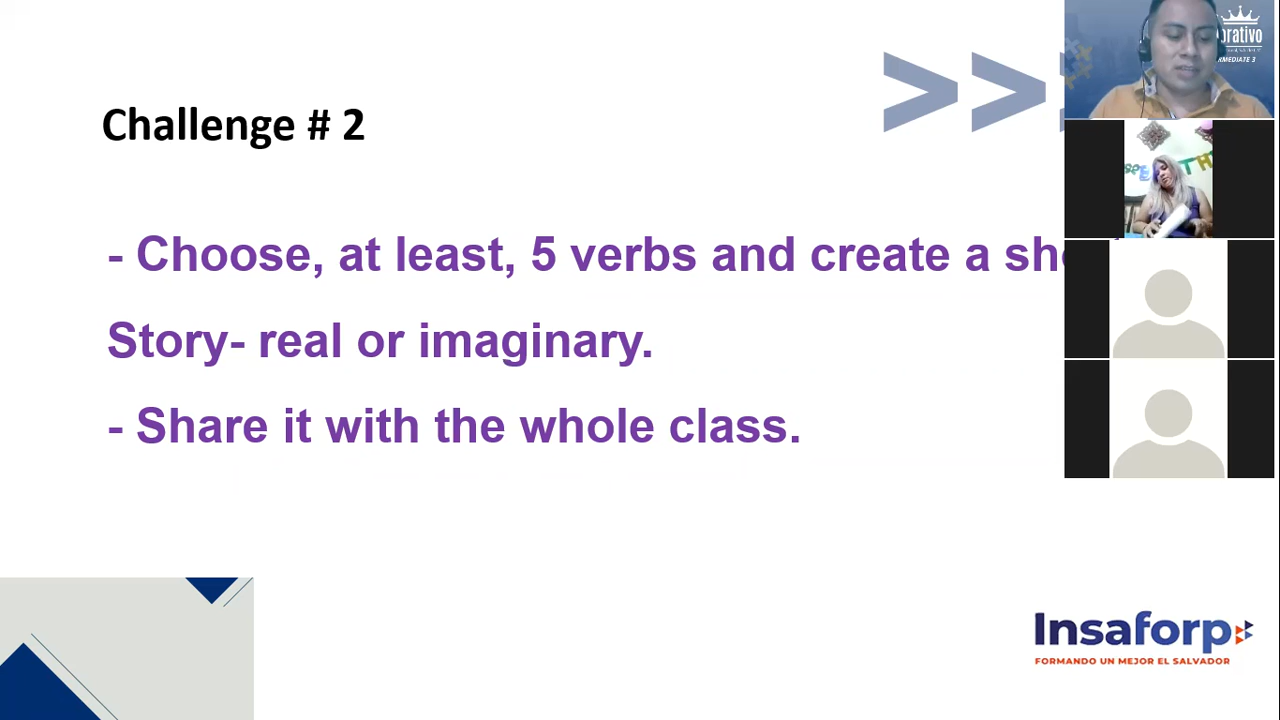 Challenge # 2
- Choose, at least, 5 verbs and create a
Story- real or imaginary.
- Share it with the whole class.
Insaforp
FORMANDO UN MEJOR EL SALVADOR